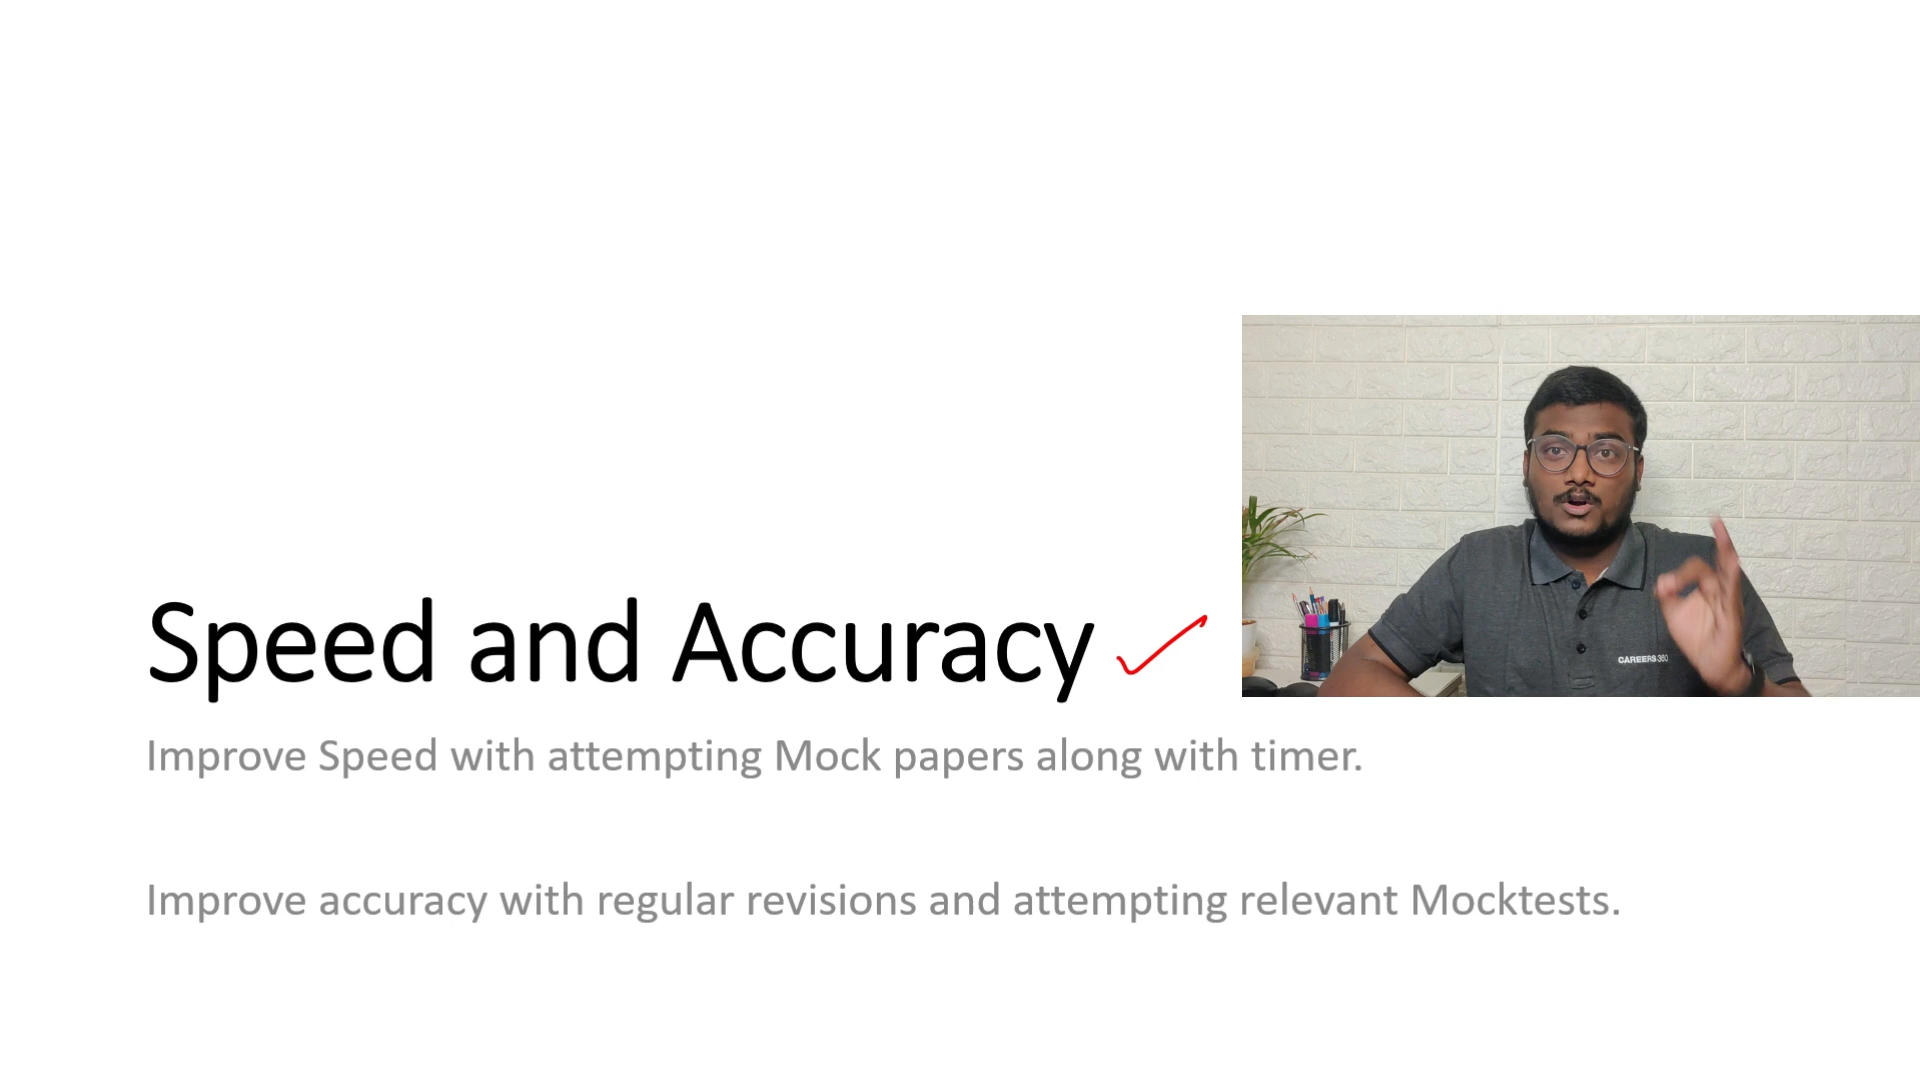 CAREERS360
Speed and Accuracy
Improve Speed with attempting Mock papers along with timer.
Improve accuracy with regular revisions and attempting relevant Mocktests.